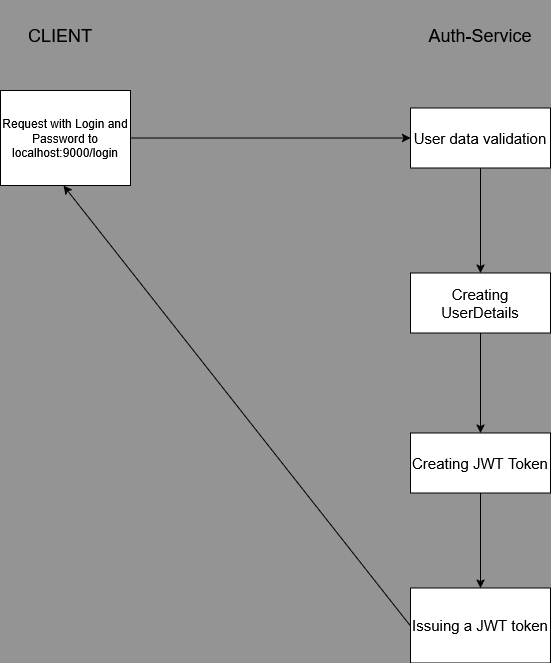 CLIENT
Auth-Service
Request with Login and
Password to
localhost:9000/login
User data validation
Creating
UserDetails
Creating JWT Token
Issuing a JWT token